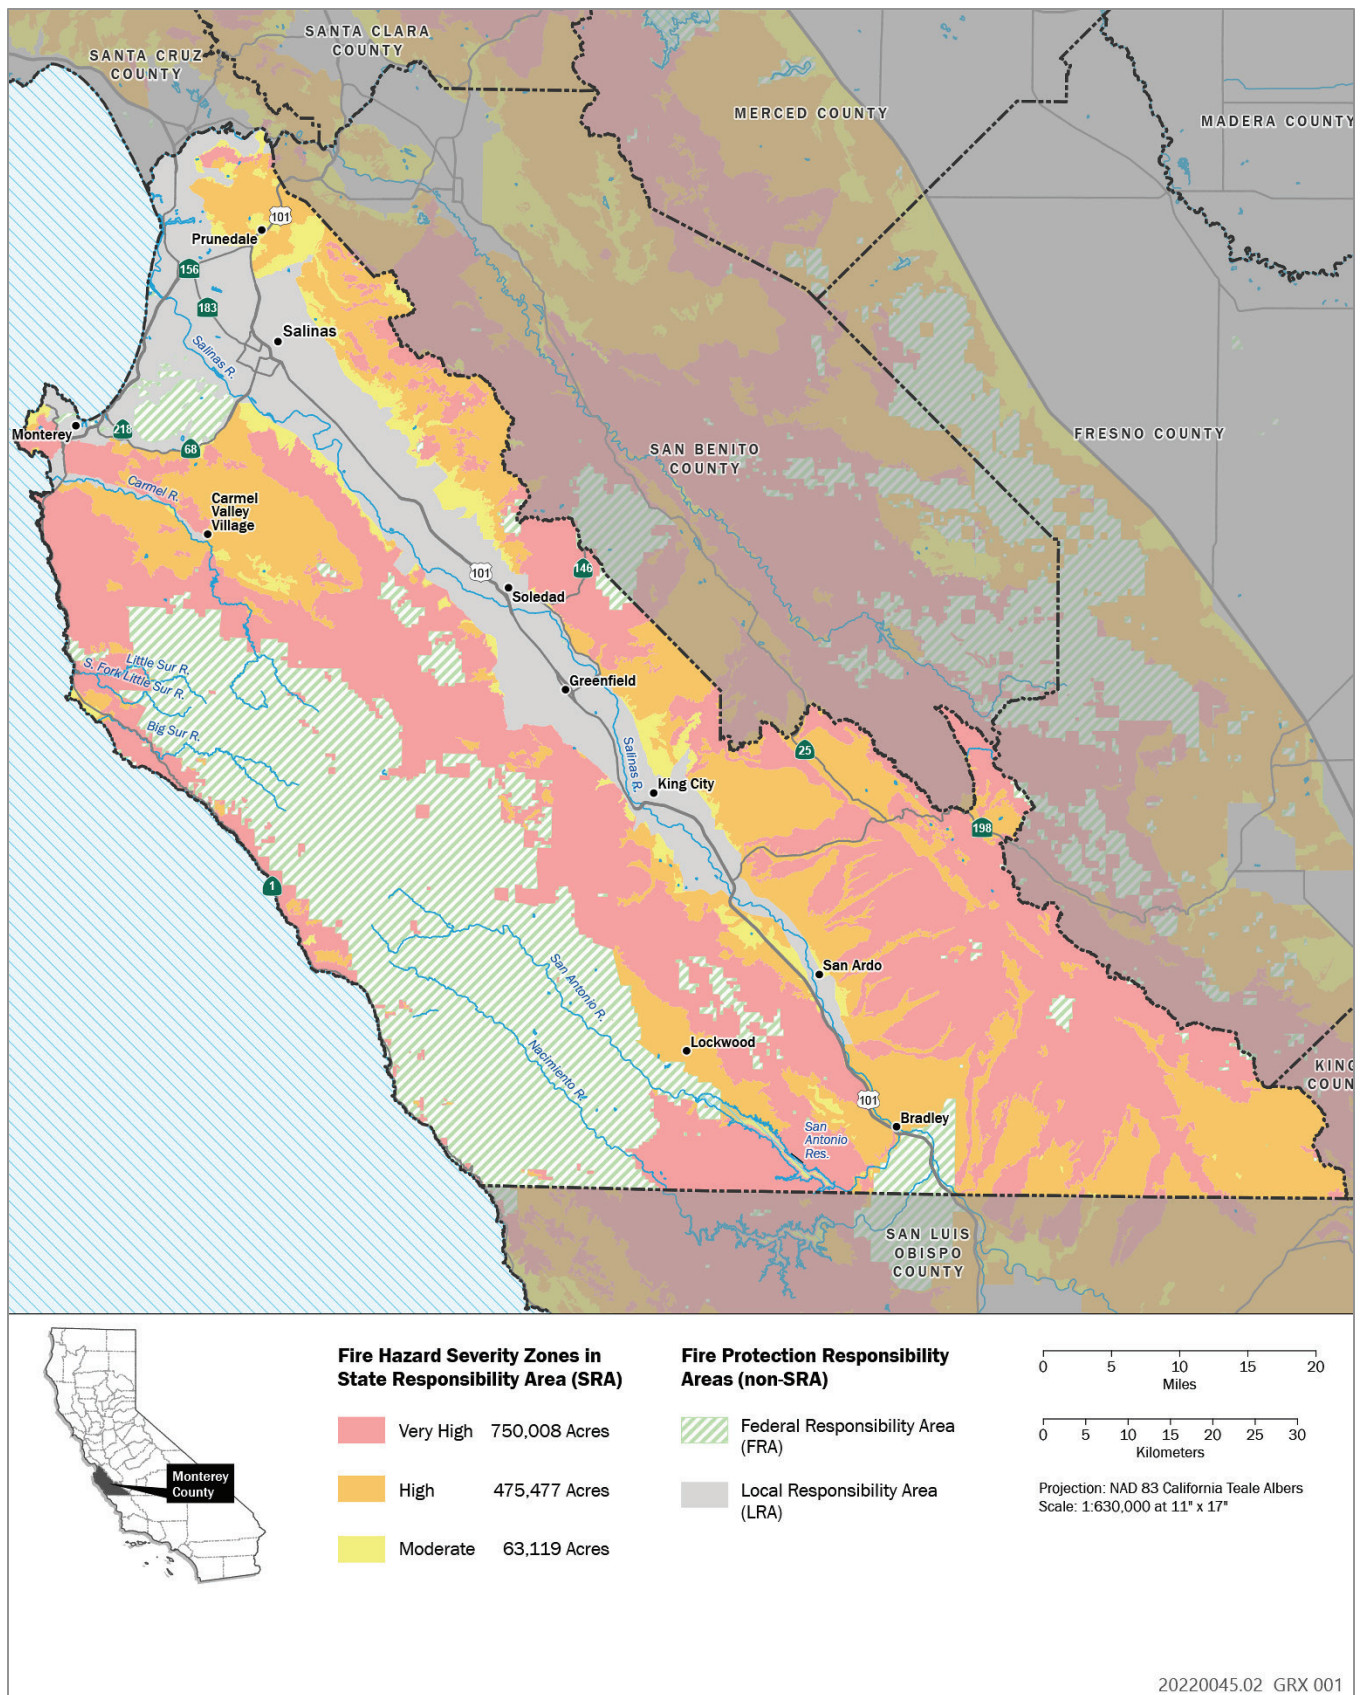 SANTA CRUZ
COUNTY
SANTA CLARA
COUNTY
MERCED COUNTY
MADERA COUNTY
101
Prunedale
156
183
Salinas
Salinas R.
Monterey
218
68
FRESNO COUNTY
SAN BENITO
COUNTY
Carmel R.
Carmel
Valley
Village
101
146
Soledad
Little Sur R.
S. Fork Little Sur R.
Greenfield
Big Sur R.
Salinas R.
25
King City
198
1
San Antonio R.
San Ardo
Nacimiento R.
Lockwood
KING
COUN
101
Bradley
San
Antonio
Res.
SAN LUIS
OBISPO
COUNTY
Monterey
County
Fire Hazard Severity Zones in
State Responsibility Area (SRA)
Very High 750,008 Acres
High 475,477 Acres
Moderate 63,119 Acres
Fire Protection Responsibility
Areas (non-SRA)
Federal Responsibility Area
(FRA)
Local Responsibility Area
(LRA)
0 5 10 15 20
Miles
0 5 10 15 20 25 30
Kilometers
Projection: NAD 83 California Teale Albers
Scale: 1:630,000 at 11" x 17"
20220045.02 GRX 001